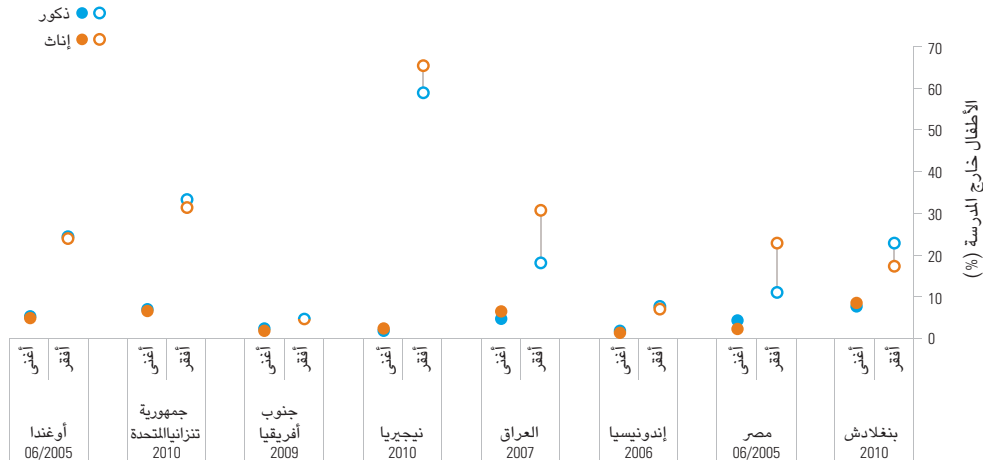 ذكور
إناث
الأطفال خارج المدرسة (%)
70
60
50
40
30
20
10
0
أفقر
أغنى
أفقر
أغنى
أفقر
أغنى
أفقر
أغنى
أفقر
أغنى
أفقر
أغنى
أفقر
أغنى
أفقر
أغنى
بنغلادش
2010
مصر
06/2005
إندونيسيا
2006
العراق
2007
نيجيريا
2010
جنوب
أفريقيا
2009
جمهورية
تنزانيااللتحدة
2010
أوغندا
06/2005